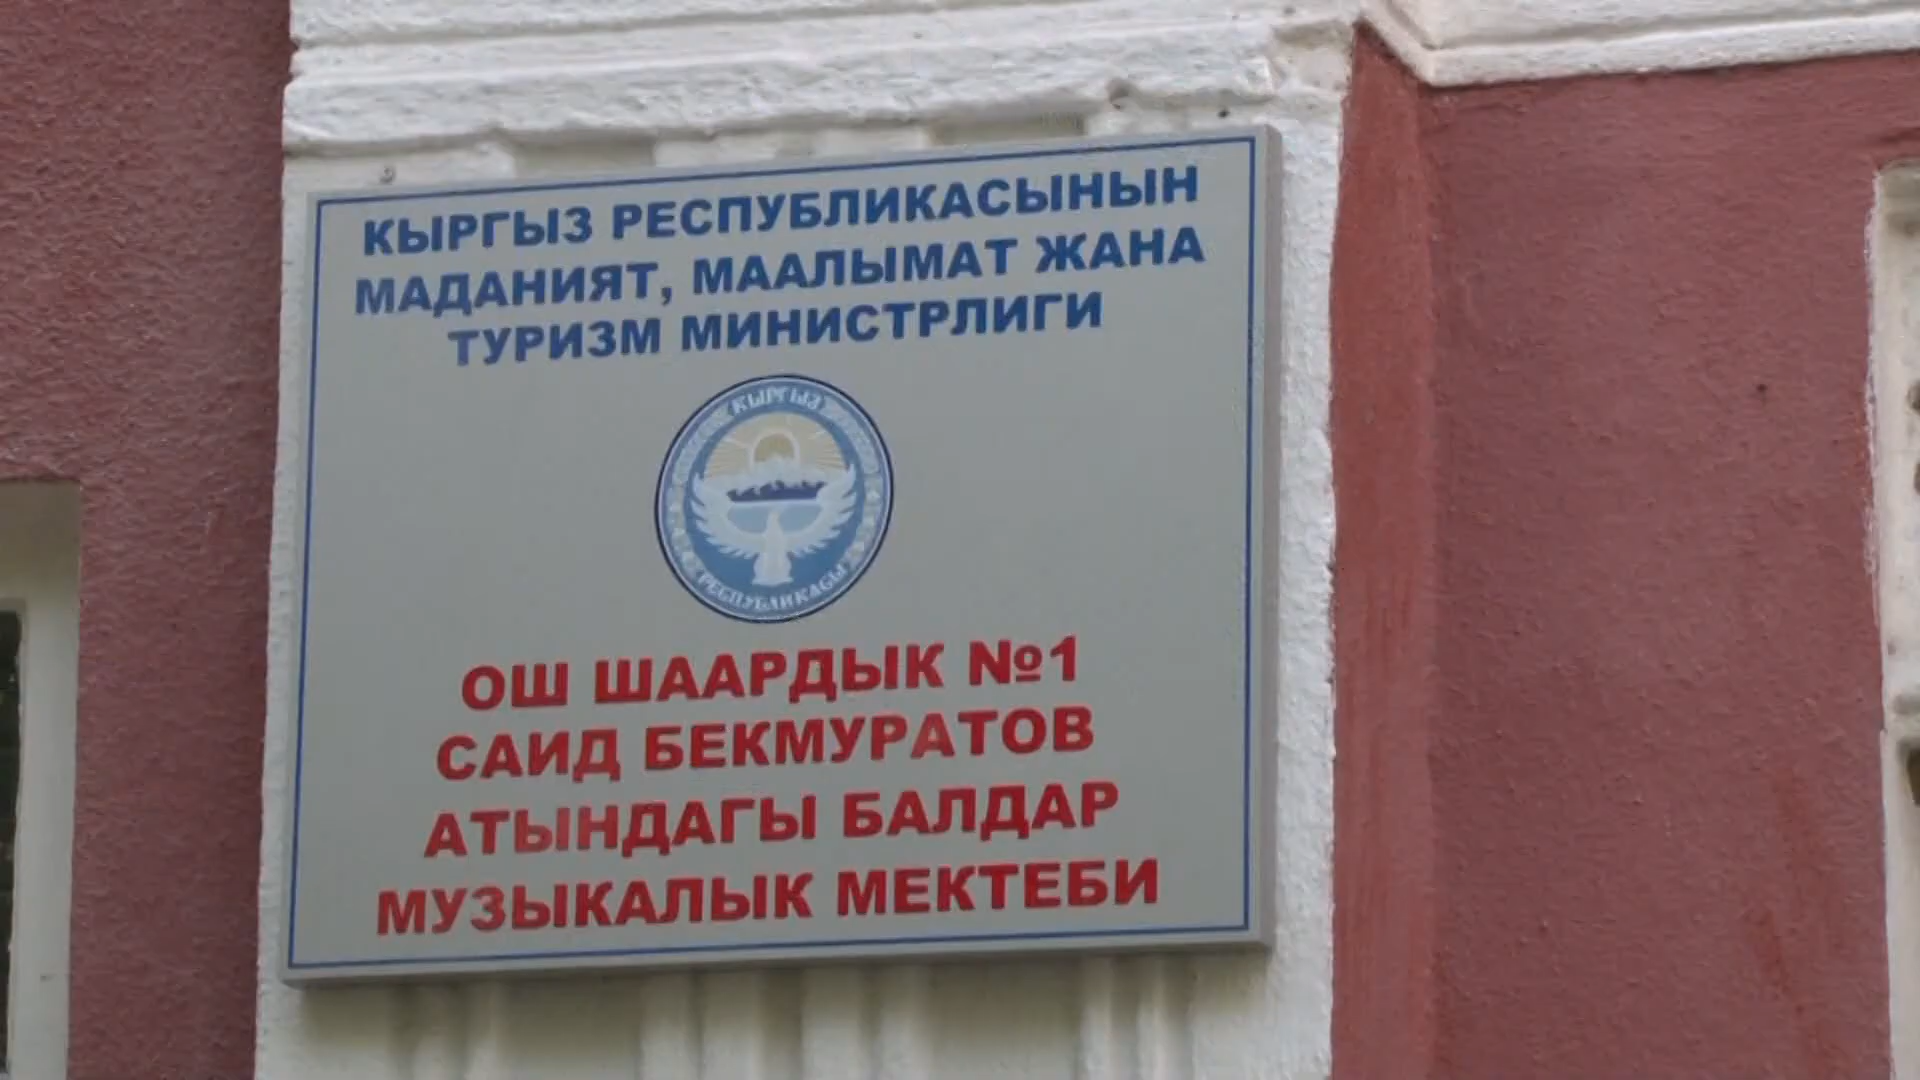 КЫРГЫЗ РЕСПУБЛИКАСЫНЫН
МАДАНИЯТ, МААЛЫМАТ ЖАНА
ТУРИЗМ МИНИСТРЛИГИ
КЫРГЫЗ
РЕСПУБЛИКАСЫ
ОШ ШААРДЫК №1
САИД БЕКМУРАТОВ
АТЫНДАГЫ БАЛДАР
МУЗЫКАЛЫК МЕКТЕБИ